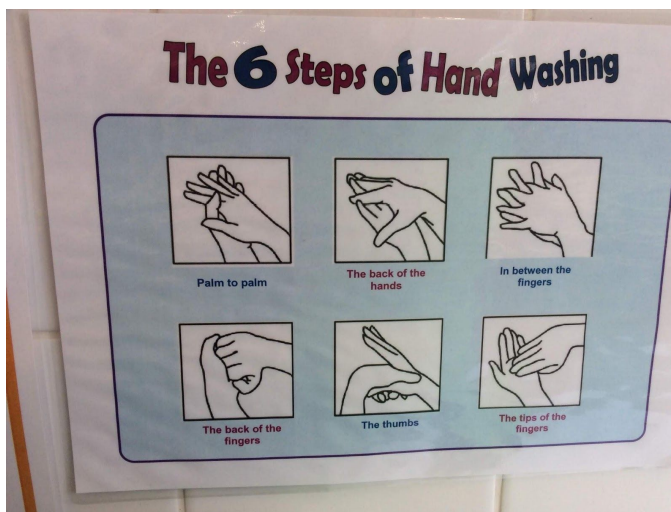 The 6 Steps of Hand Washing
Palm to palm
The back of the
hands
In between the
fingers
The back of the
fingers
The thumbs
The tips of the
fingers